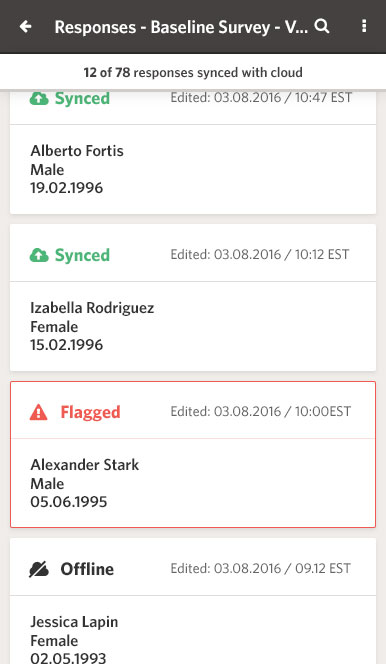 Responses - Baseline Survey - V...
12 of 78 responses synced with cloud
Synced Edited: 03.08.2016 / 10:47 EST
Alberto Fortis
Male
19.02.1996
Synced Edited: 03.08.2016 / 10:12 EST
Izabella Rodriguez
Female
15.02.1996
Flagged Edited: 03.08.2016 / 10:00EST
Alexander Stark
Male
05.06.1995
Offline Edited: 03.08.2016 / 09.12 EST
Jessica Lapin
Female
02.05.1993